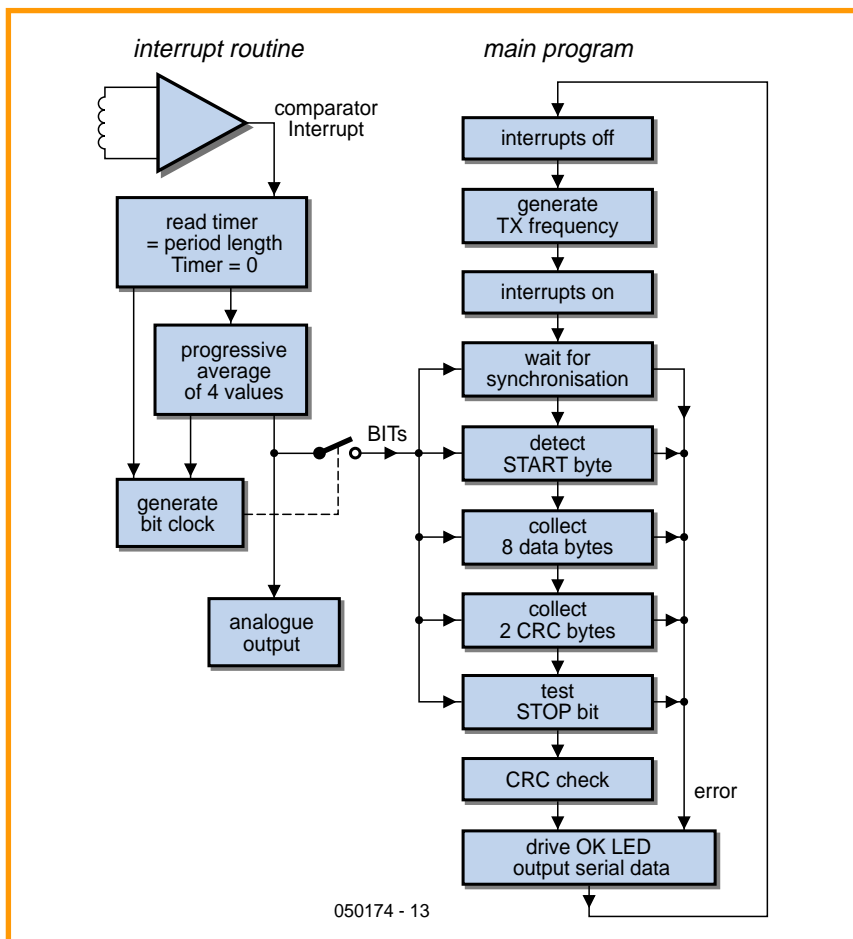 interrupt routine
comparator
Interrupt
read timer
= period length
Timer = 0
progressive
average
of 4 values
generate
bit clock
analogue
output
BITs
main program
interrupts off
generate
TX frequency
interrupts on
wait for
synchronisation
detect
START byte
collect
8 data bytes
collect
2 CRC bytes
test
STOP bit
CRC check
error
drive OK LED
output serial data
050174 - 13